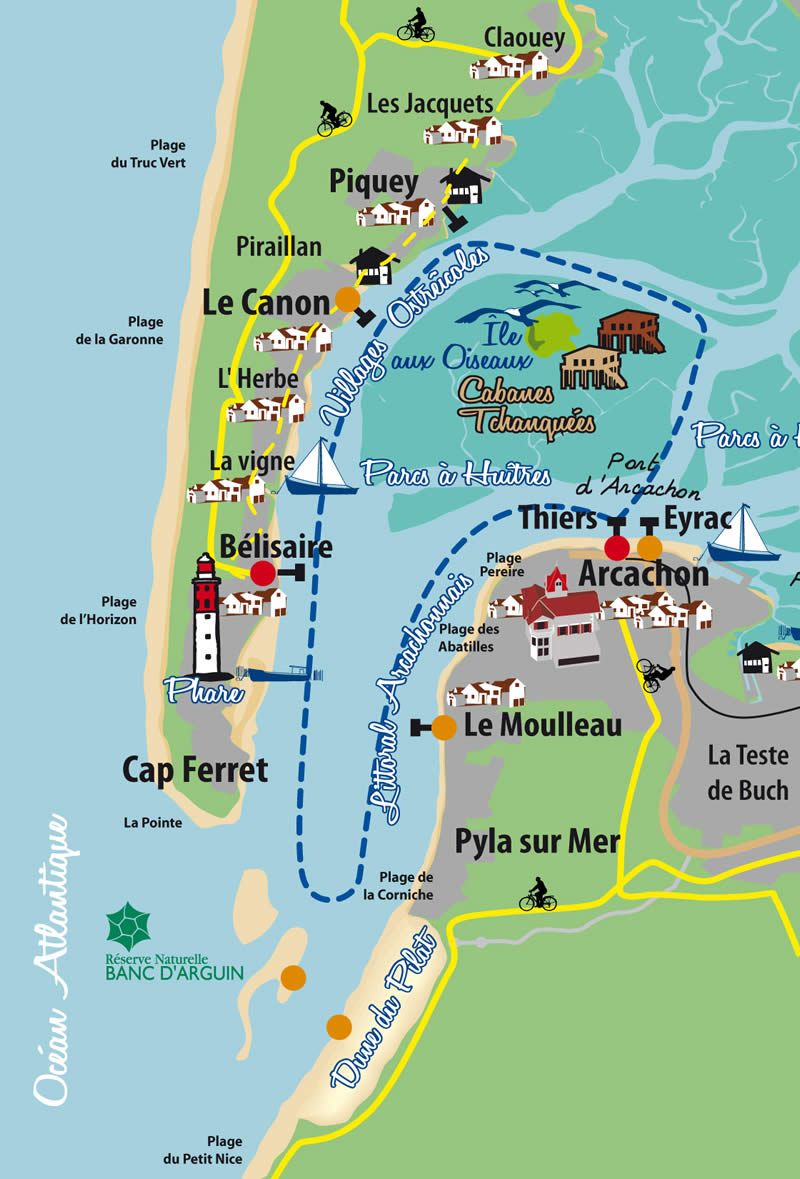 Claouey
Les Jacquets
Plage
du Truc Vert
Piquey
Piraillan
Villages Ostréicoles
Le Canon
Île
aux Oiseaux
Plage
de la Garonne
L' Herbe
Cabanes
Tchanquées
Parcs à
La vigne
Parcs à Huîtres
Port
d'Arcachon
Thiers
Eyrac
Bélisaire
Plage
Pereire
Arcachon
Plage
de l'Horizon
Plage des
Abatilles
Littoral Arcachonnais
Phare
Le Moulleau
Cap Ferret
La Teste
de Buch
La Pointe
Pyla sur Mer
Océan Atlantique
Plage de
la Corniche
Réserve Naturelle
BANC D'ARGUIN
Dune du Pilat
Plage
du Petit Nice